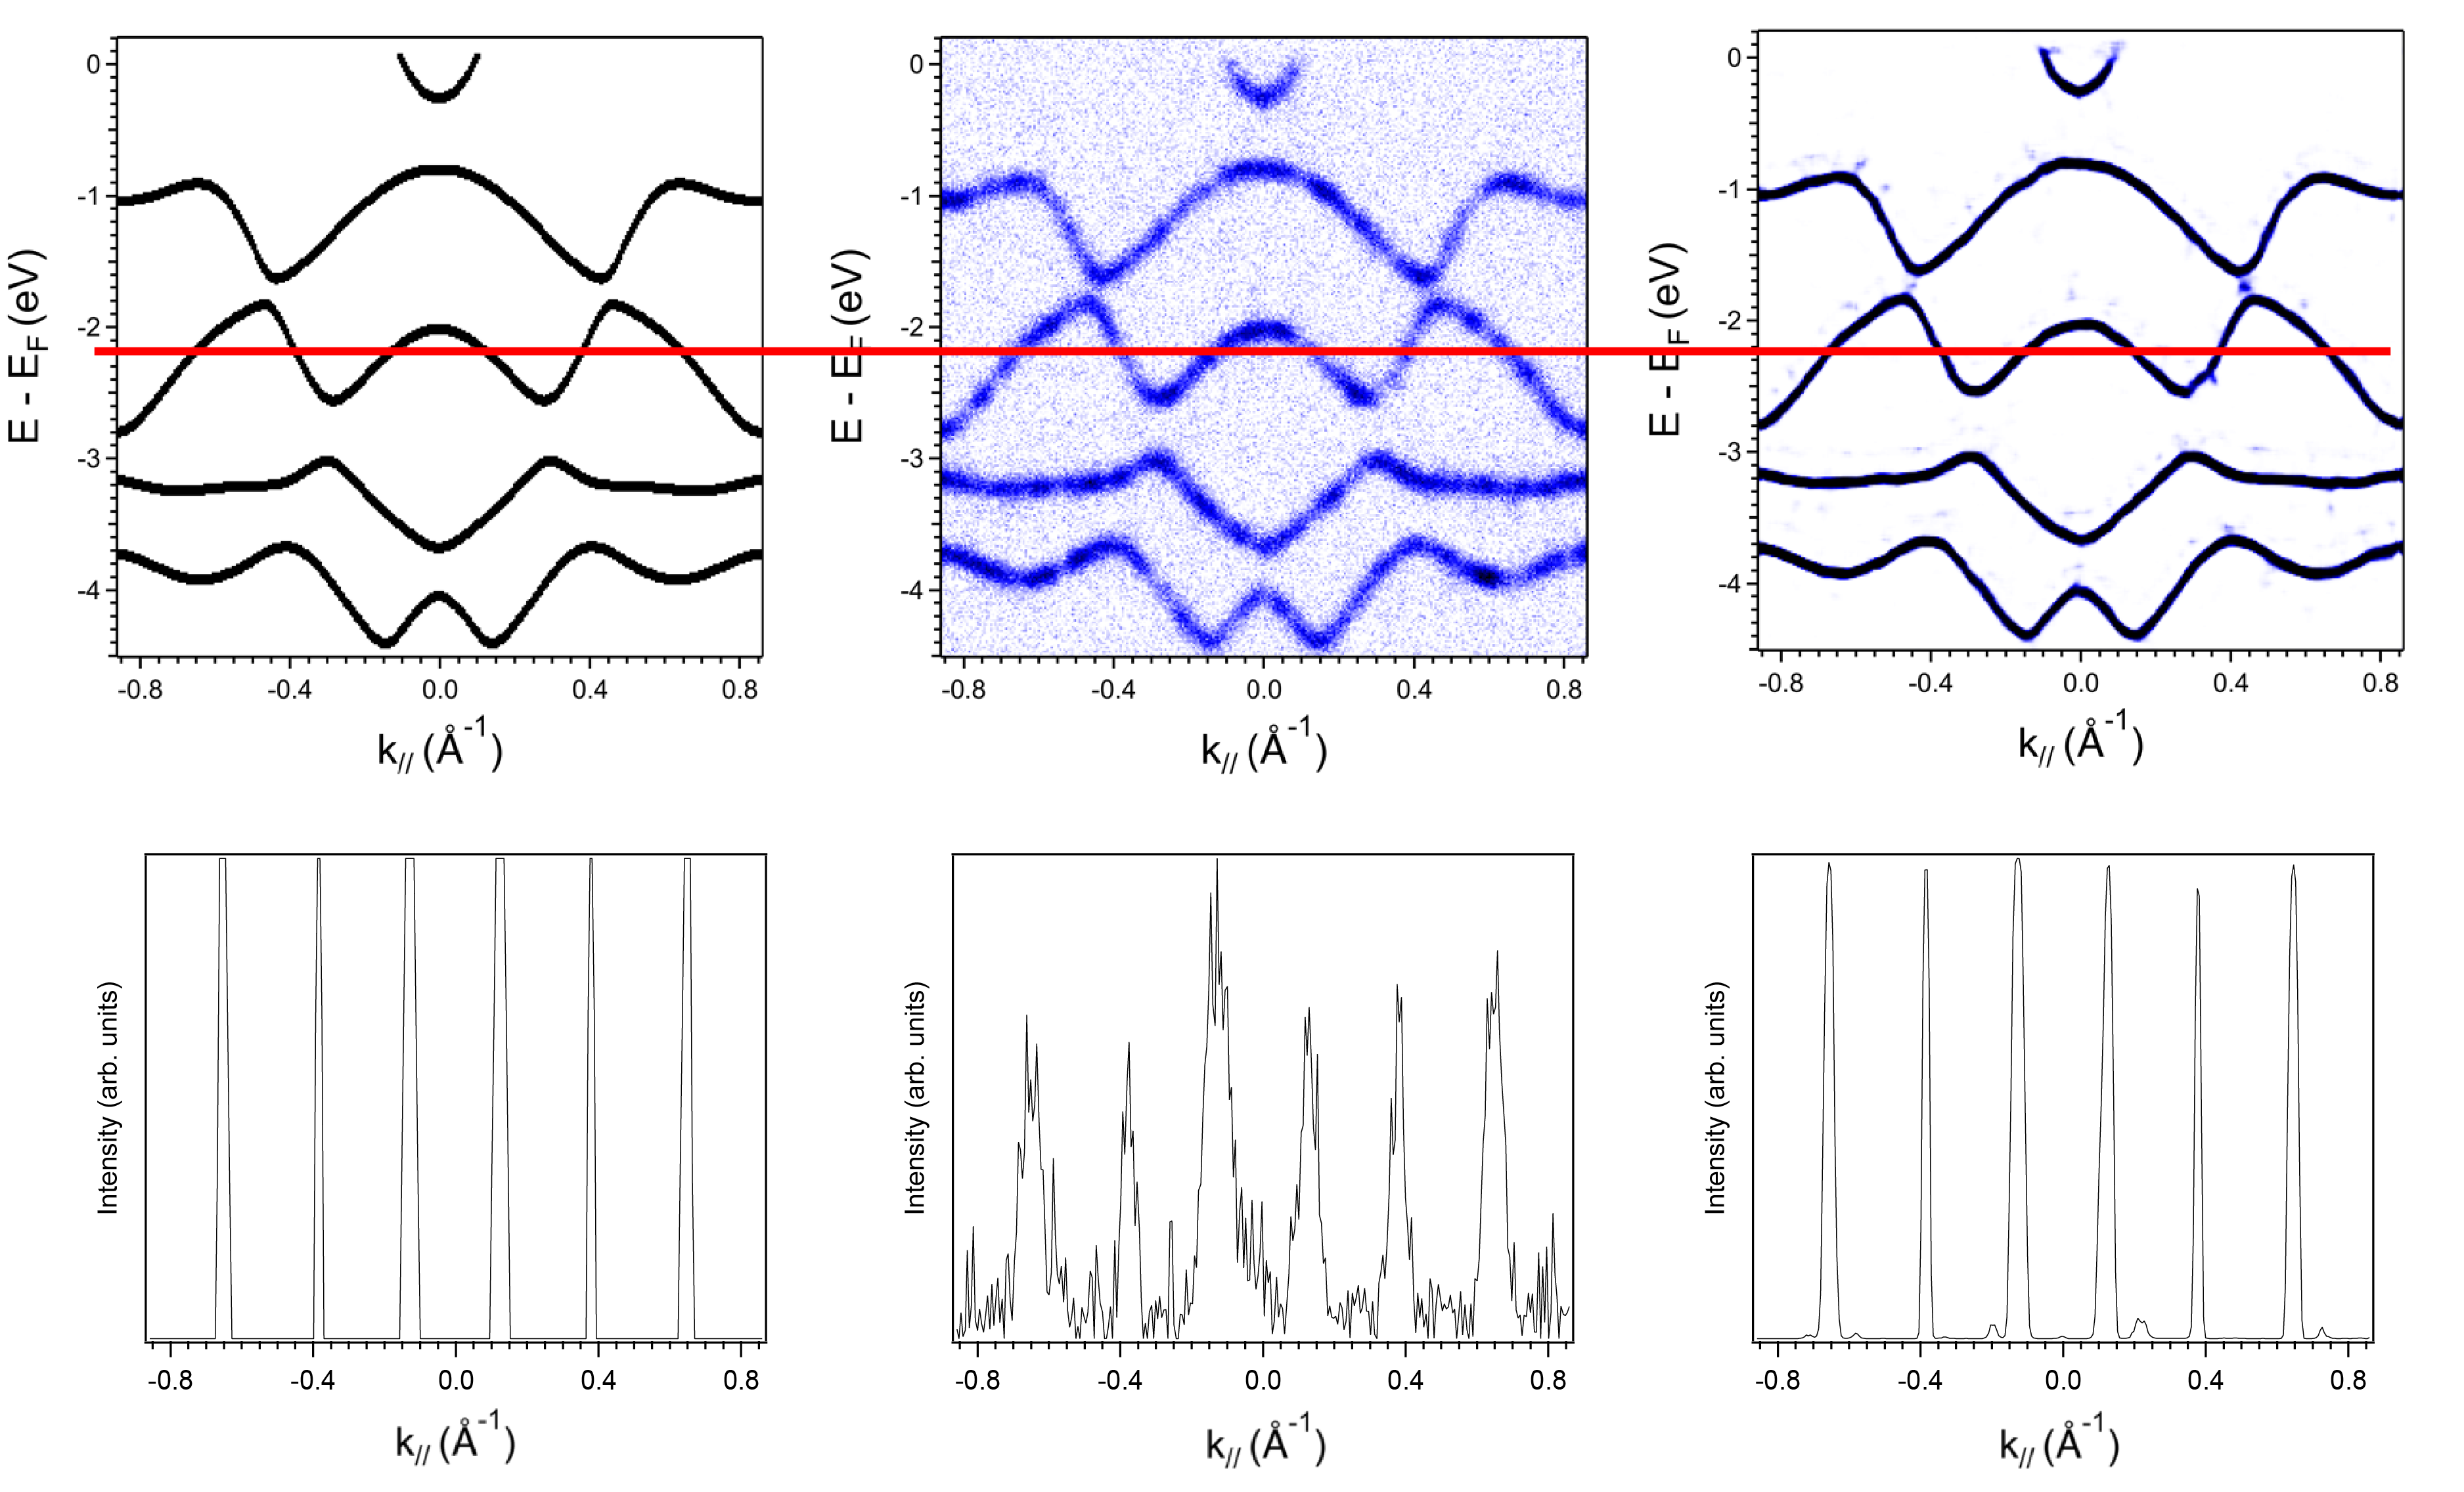 E - E_F (eV)
0
-1
-2
-3
-4
-0.8 -0.4 0.0 0.4 0.8
k_// (Å^-1)
E - E_F (eV)
0
-1
-2
-3
-4
-0.8 -0.4 0.0 0.4 0.8
k_// (Å^-1)
E - E_F (eV)
0
-1
-2
-3
-4
-0.8 -0.4 0.0 0.4 0.8
k_// (Å^-1)
Intensity (arb. units)
-0.8 -0.4 0.0 0.4 0.8
k_// (Å^-1)
Intensity (arb. units)
-0.8 -0.4 0.0 0.4 0.8
k_// (Å^-1)
Intensity (arb. units)
-0.8 -0.4 0.0 0.4 0.8
k_// (Å^-1)